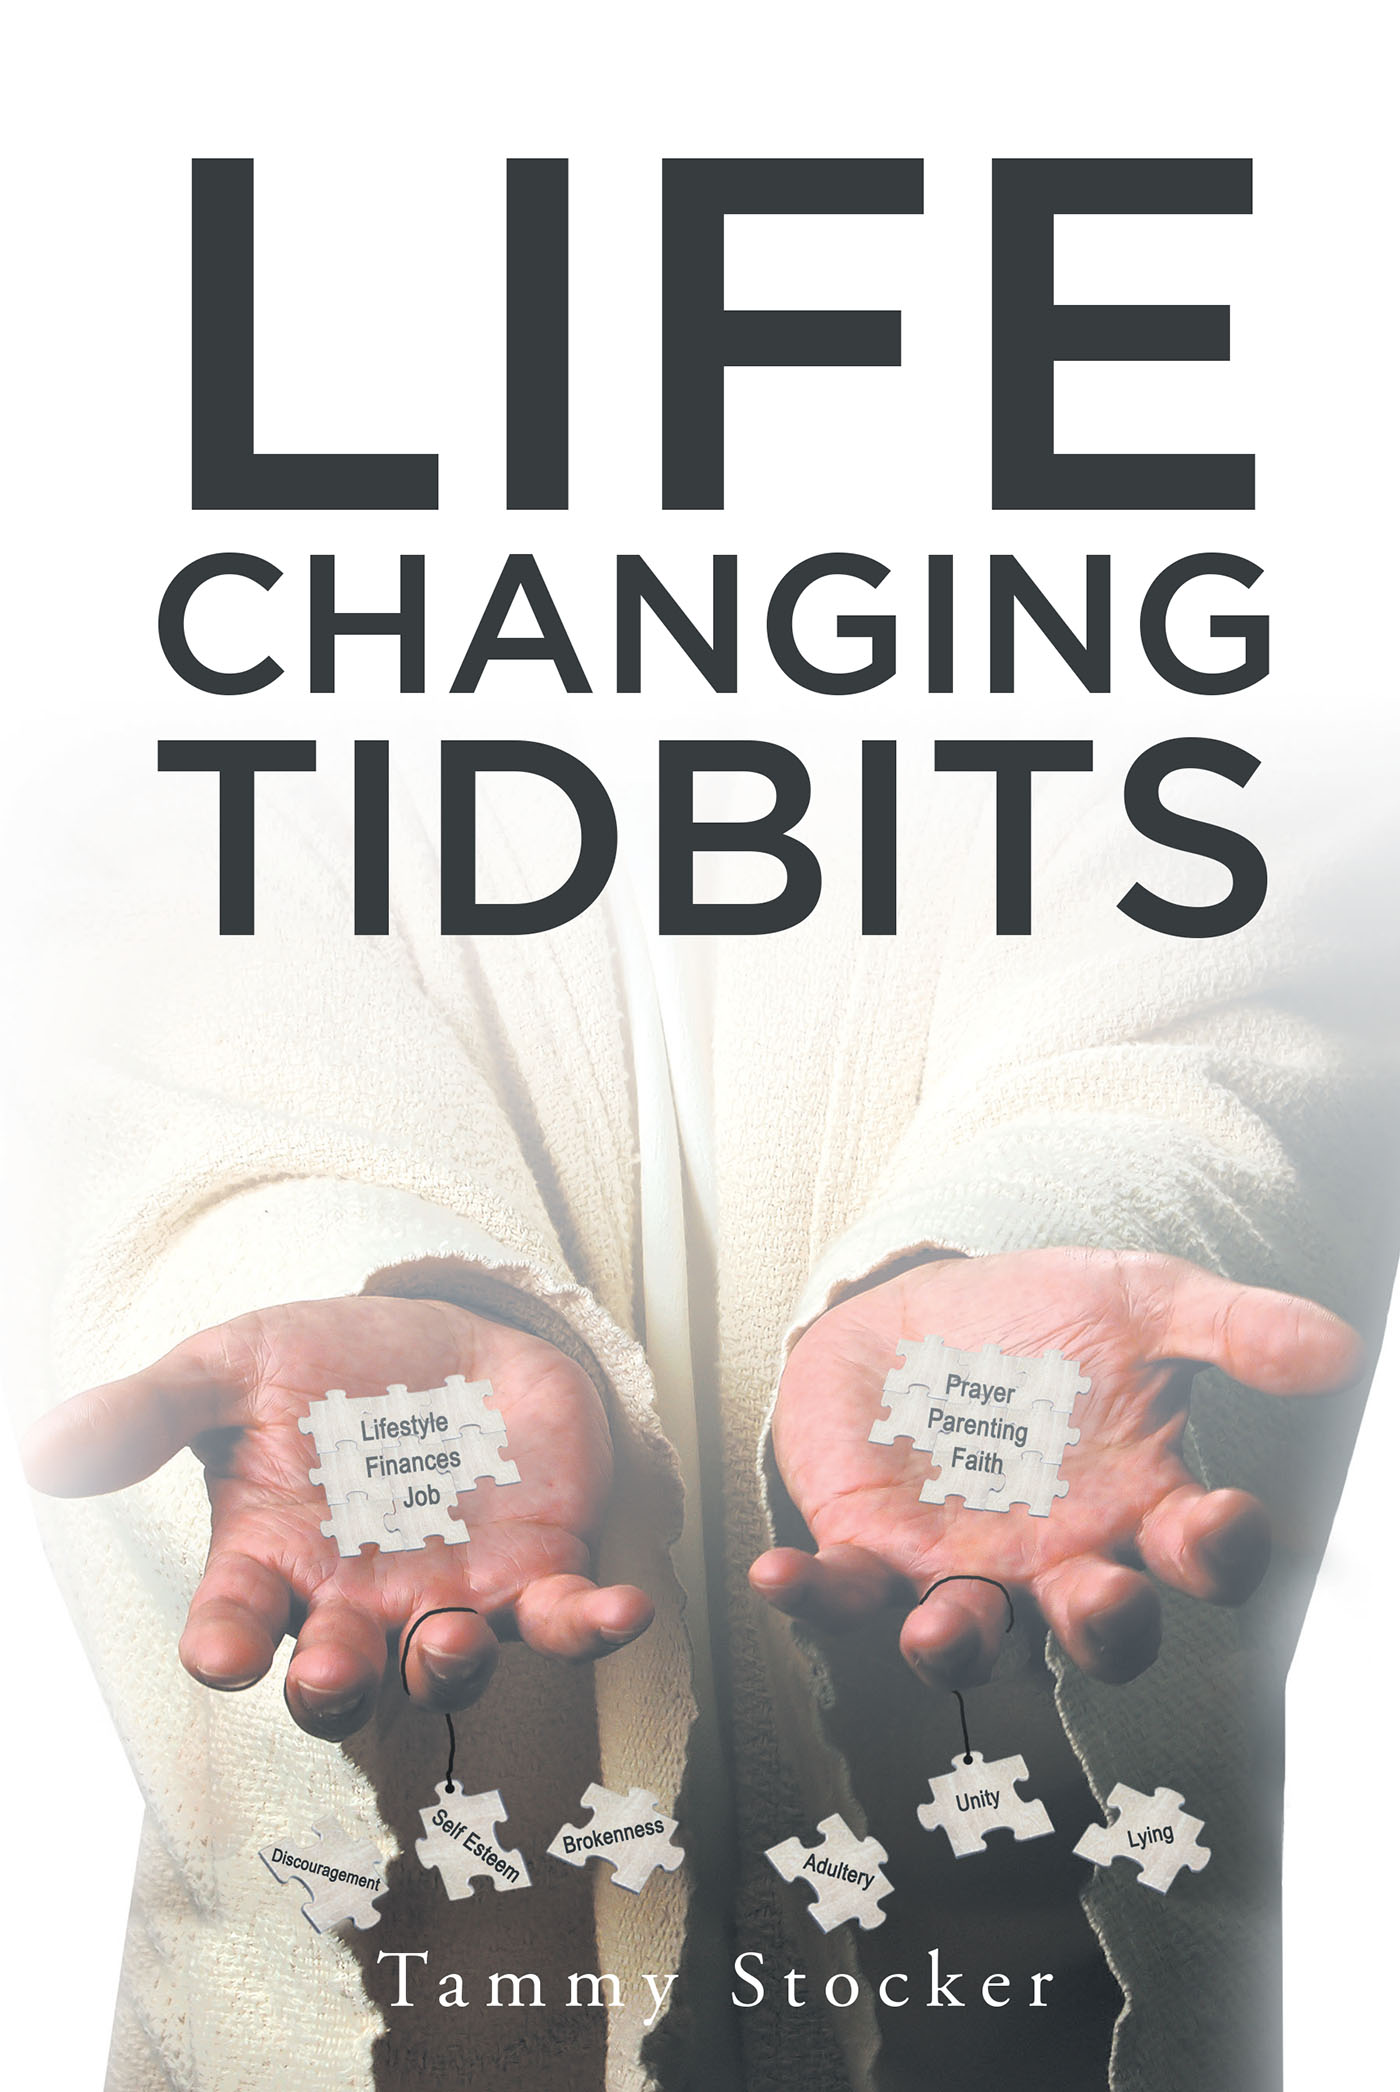 LIFE
CHANGING
TIDBITS
Lifestyle
Finances
Job
Prayer
Parenting
Faith
Discouragement
Self Esteem
Brokenness
Adultery
Unity
Lying
Tammy Stocker